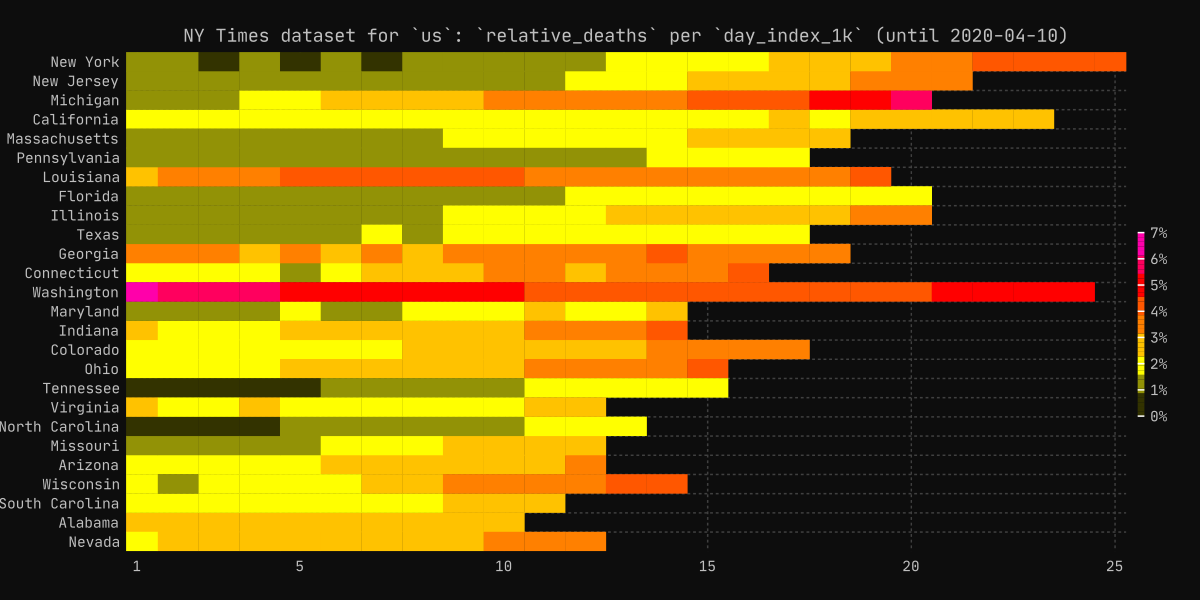 NY Times dataset for `us`: `relative_deaths` per `day_index_1k` (until 2020-04-10)
New York
New Jersey
Michigan
California
Massachusetts
Pennsylvania
Louisiana
Florida
Illinois
Texas
Georgia
Connecticut
Washington
Maryland
Indiana
Colorado
Ohio
Tennessee
Virginia
North Carolina
Missouri
Arizona
Wisconsin
South Carolina
Alabama
Nevada
7%
6%
5%
4%
3%
2%
1%
0%
1 5 10 15 20 25